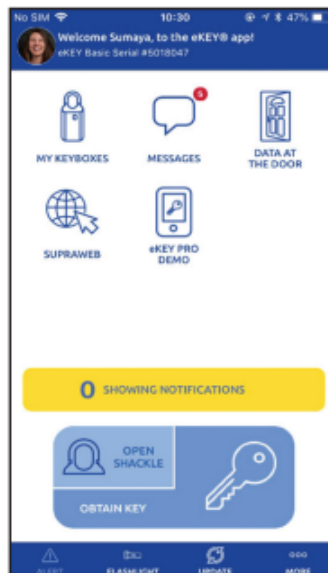 No SIM 10:30 47%
Welcome Sumaya, to the eKEY® app!
eKEY Basic Serial #5018047
MY KEYBOXES
MESSAGES
5
DATA AT
THE DOOR
SUPRAWEB
eKEY PRO
DEMO
0 SHOWING NOTIFICATIONS
OPEN
SHACKLE
OBTAIN KEY
ALERT FLASHLIGHT UPDATE MORE